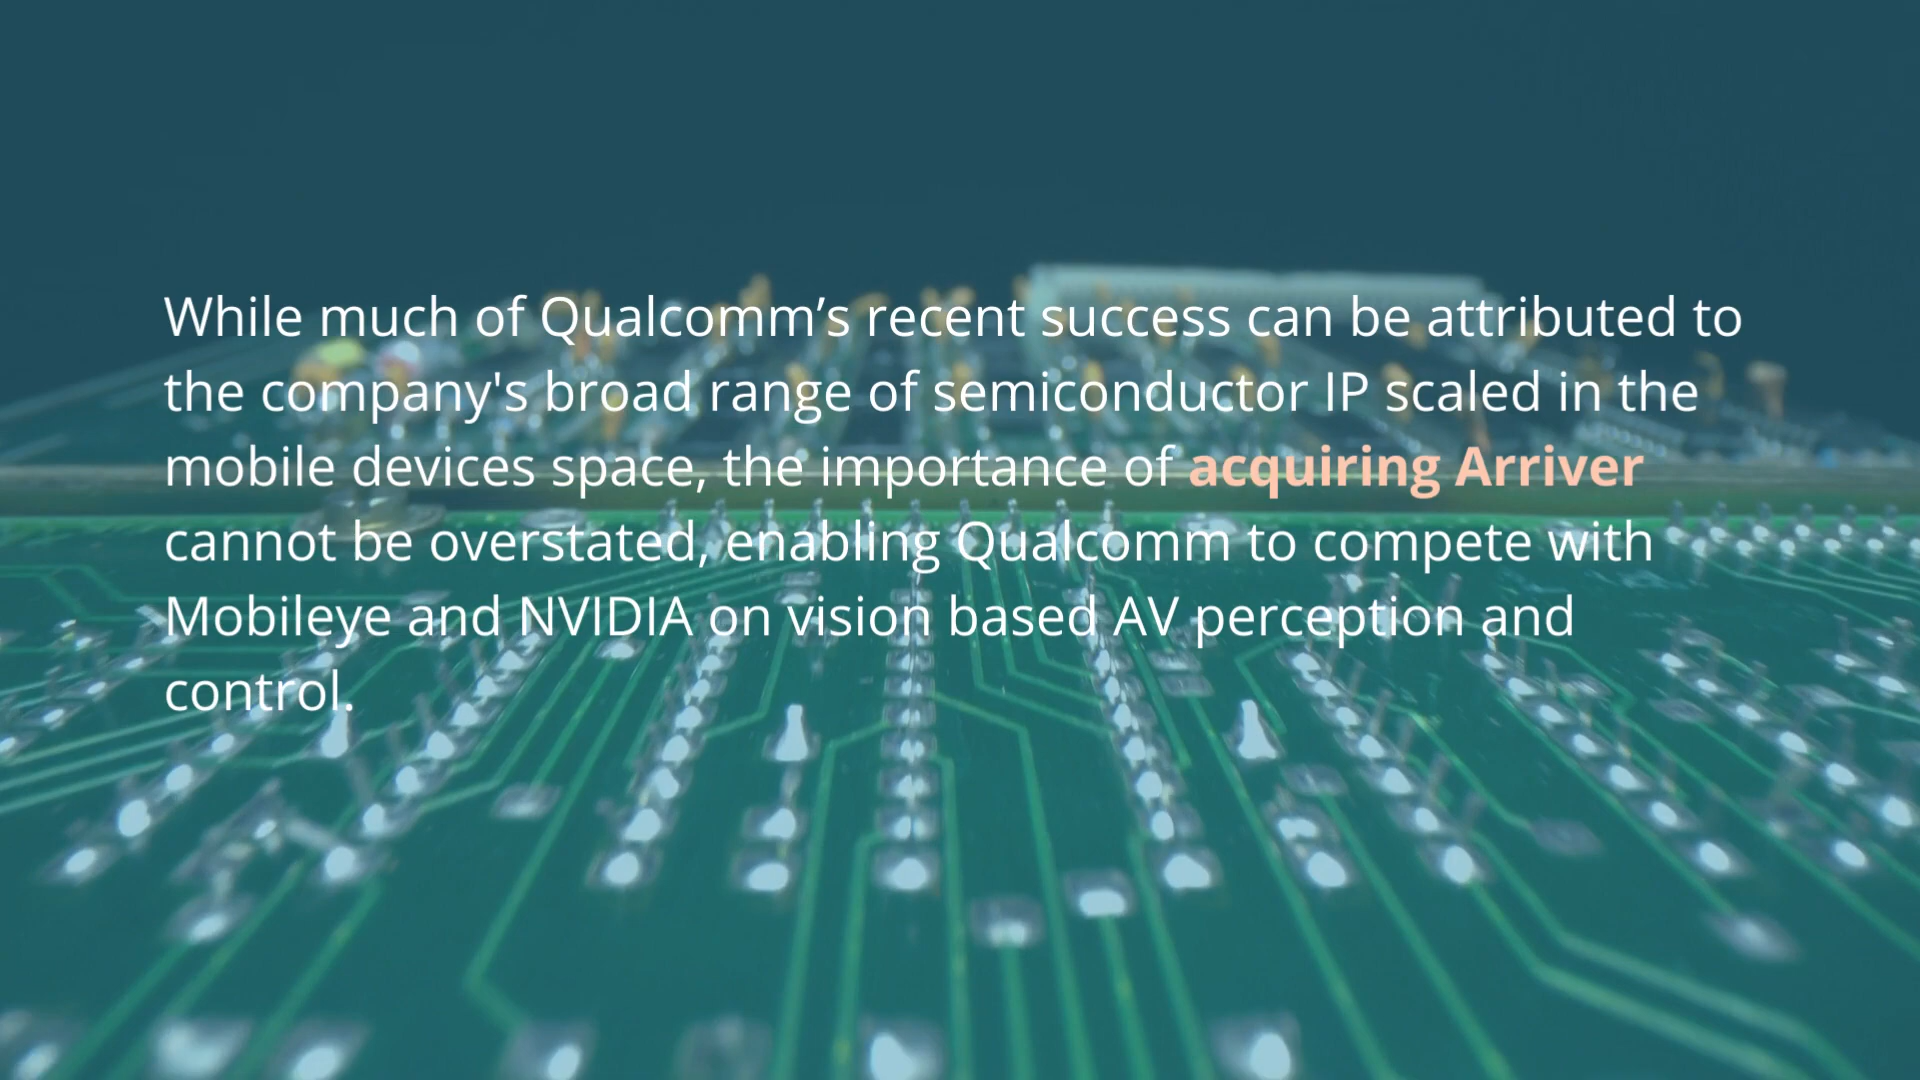 While much of Qualcomm’s recent success can be attributed to
the company's broad range of semiconductor IP scaled in the
mobile devices space, the importance of acquiring Arriver
cannot be overstated, enabling Qualcomm to compete with
Mobileye and NVIDIA on vision based AV perception and
control.